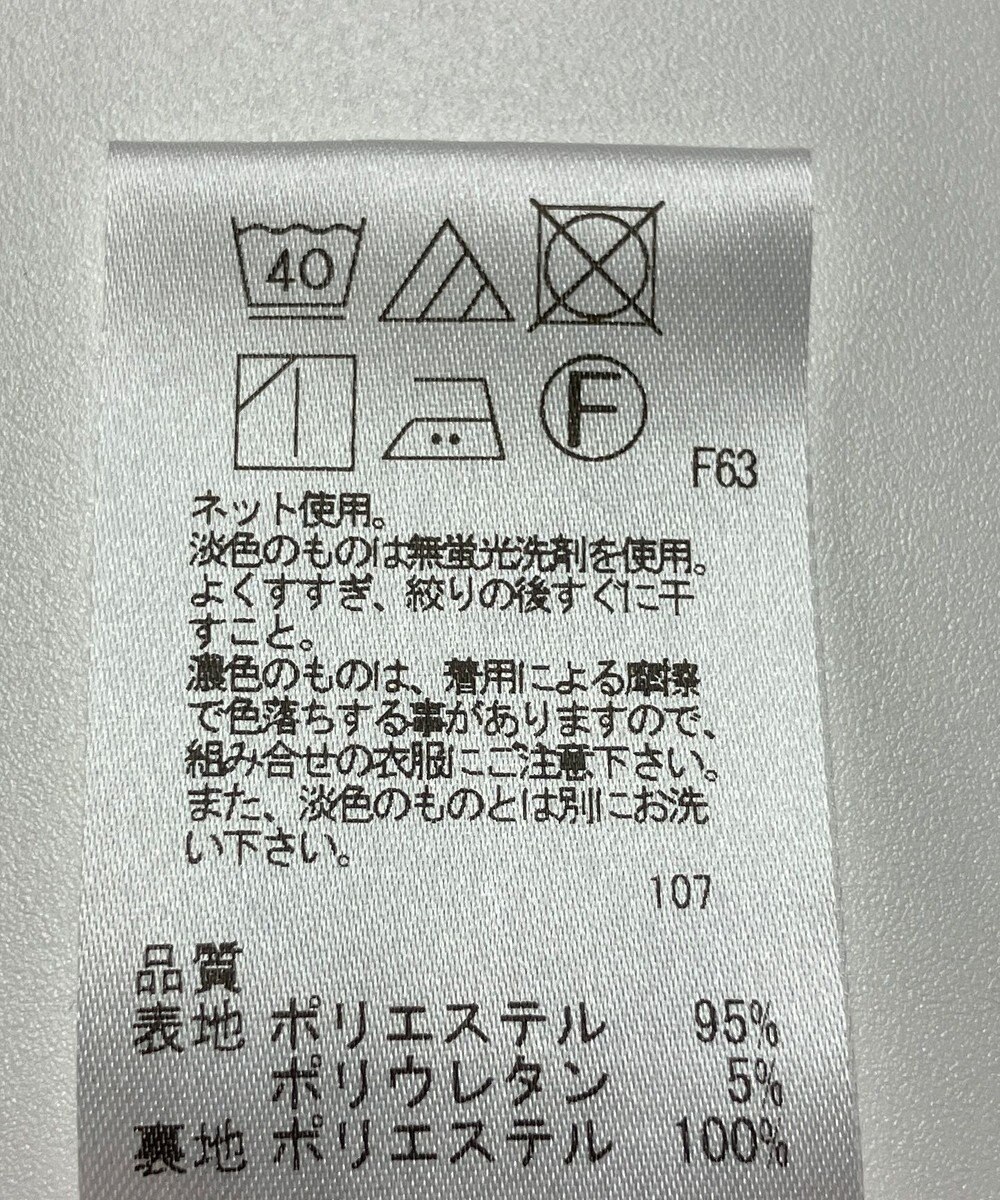 40
F
F63
ネット使用。
淡色のものは無蛍光洗剤を使用。
よくすすぎ、絞りの後すぐに干
すこと。
濃色のものは、着用による摩擦
で色落ちする事がありますので、
組み合せの衣服にご注意下さい。
また、淡色のものとは別にお洗
い下さい。
107
品質
表地 ポリエステル 95%
ポリウレタン 5%
裏地 ポリエステル 100%